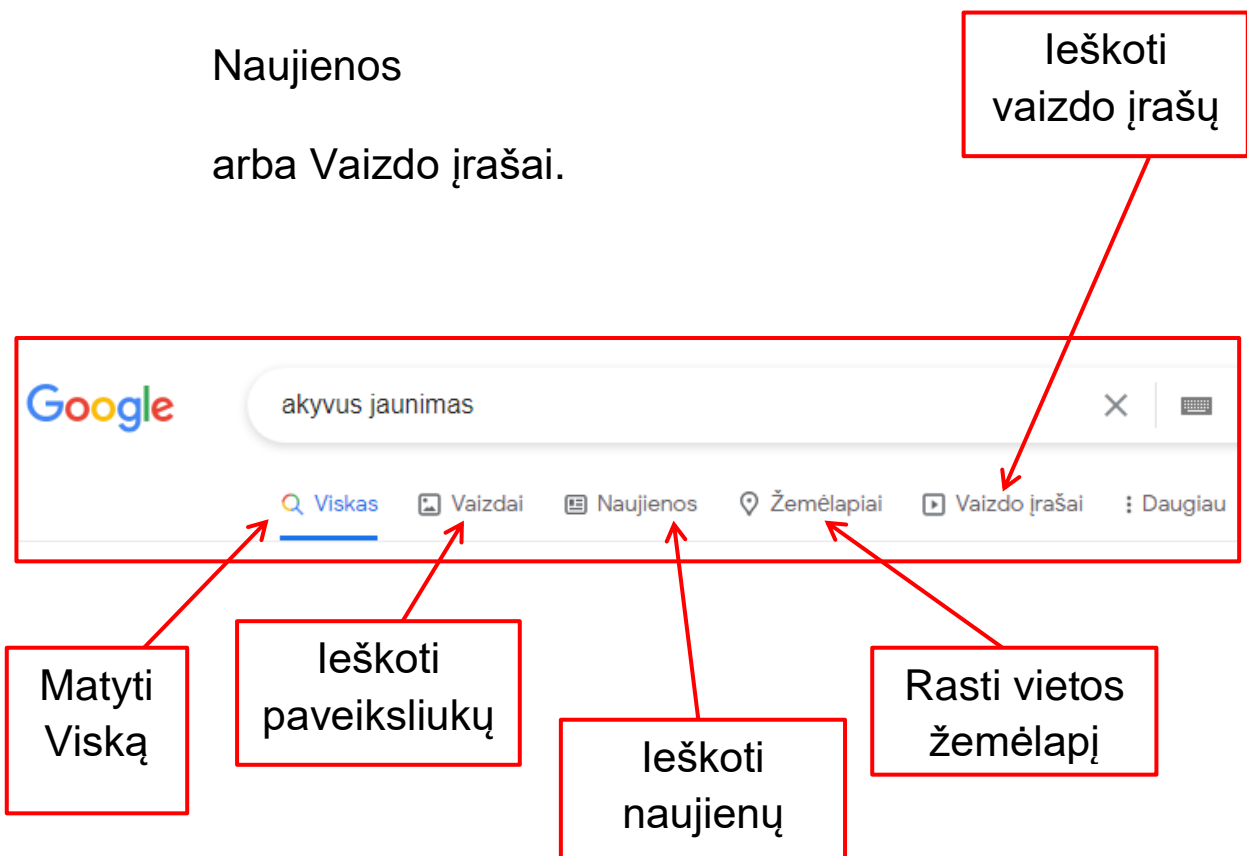 Naujienos
arba Vaizdo įrašai.
Ieškoti
vaizdo įrašų
Google
akyvus jaunimas
Viskas Vaizdai Naujienos Žemėlapiai Vaizdo įrašai Daugiau
Matyti
Viską
Ieškoti
paveiksliukų
Ieškoti
naujienų
Rasti vietos
žemėlapį